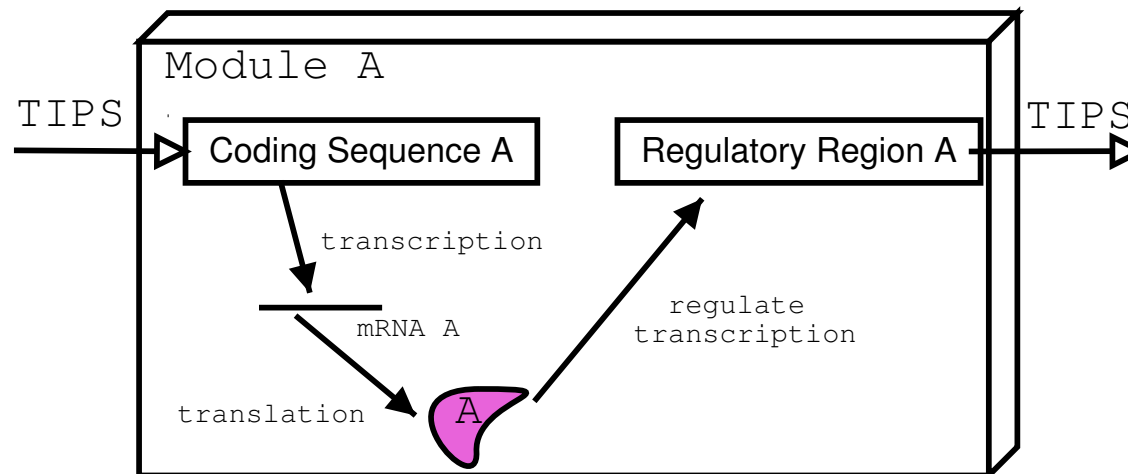 Module A
TIPS
TIPS
Coding Sequence A
Regulatory Region A
transcription
mRNA A
regulate
transcription
translation
A